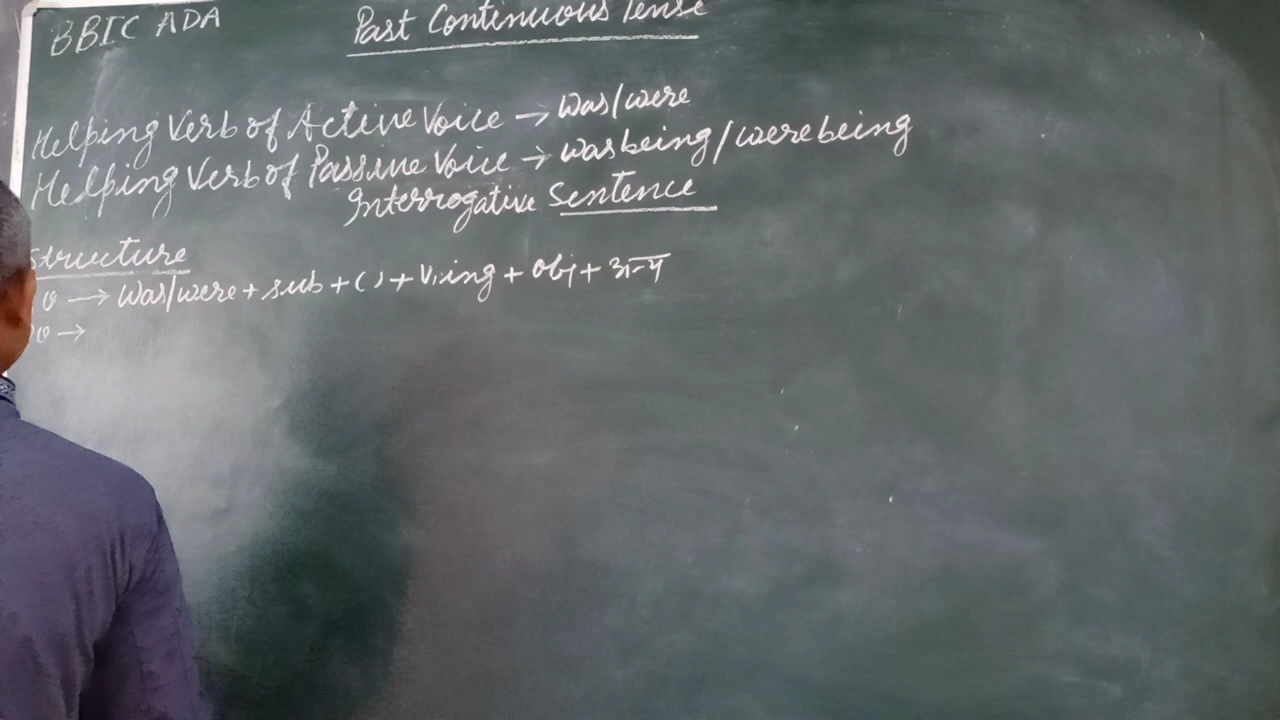 BBIC ADA
Past Continuous Tense
Helping Verb of Active Voice → was/were
Helping Verb of Passive Voice → was being/were being
Interrogative Sentence
Structure
→ Was/were + sub + ( ) + V₁ing + Obj + अन्य
→